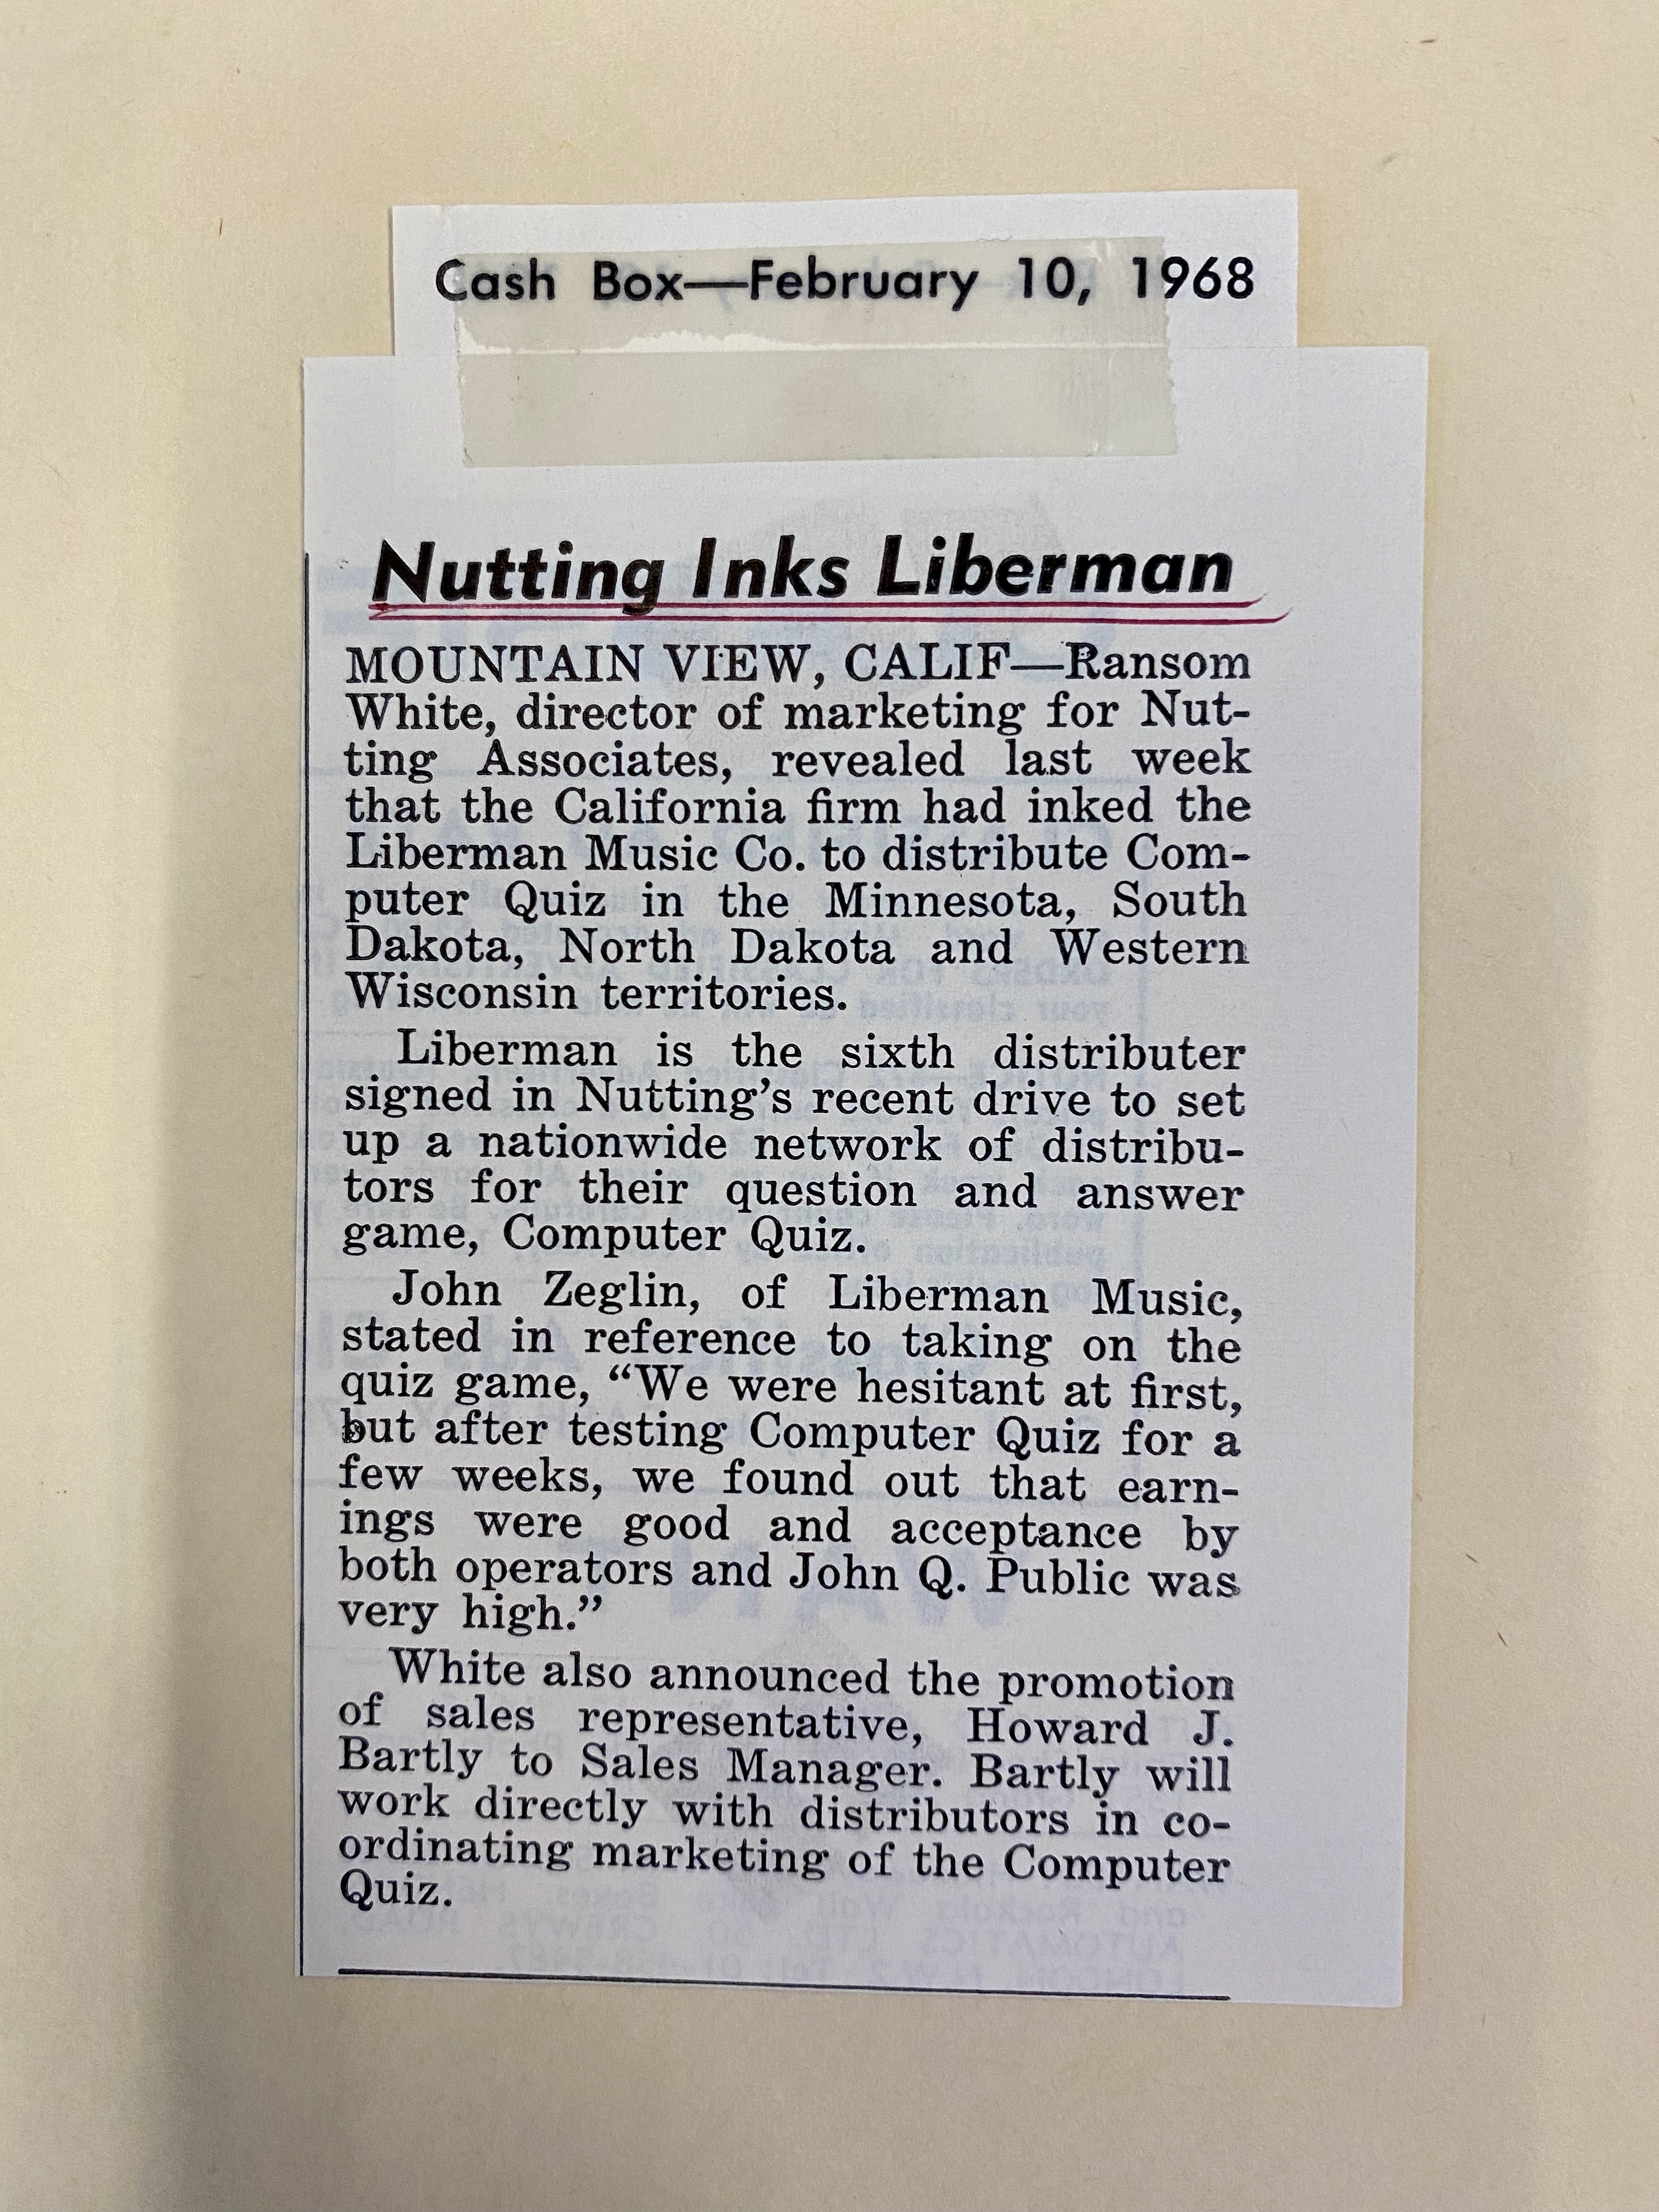 Cash Box—February 10, 1968
Nutting Inks Liberman
MOUNTAIN VIEW, CALIF—Ransom
White, director of marketing for Nut-
ting Associates, revealed last week
that the California firm had inked the
Liberman Music Co. to distribute Com-
puter Quiz in the Minnesota, South
Dakota, North Dakota and Western
Wisconsin territories.
Liberman is the sixth distributer
signed in Nutting’s recent drive to set
up a nationwide network of distribu-
tors for their question and answer
game, Computer Quiz.
John Zeglin, of Liberman Music,
stated in reference to taking on the
quiz game, “We were hesitant at first,
but after testing Computer Quiz for a
few weeks, we found out that earn-
ings were good and acceptance by
both operators and John Q. Public was
very high.”
White also announced the promotion
of sales representative, Howard J.
Bartly to Sales Manager. Bartly will
work directly with distributors in co-
ordinating marketing of the Computer
Quiz.